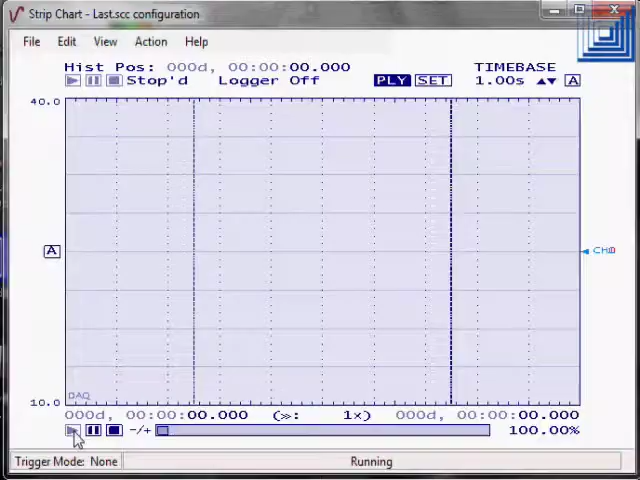 Strip Chart - Last.scc configuration
File Edit View Action Help
Hist Pos: 000d, 00:00:00.000 TIMEBASE
Stop'd Logger Off PLY SET 1.00s A
40.0
A
10.0
DAQ
000d, 00:00:00.000 (≫: 1x) 000d, 00:00:00.000
-/+ 100.00%
Trigger Mode: None Running